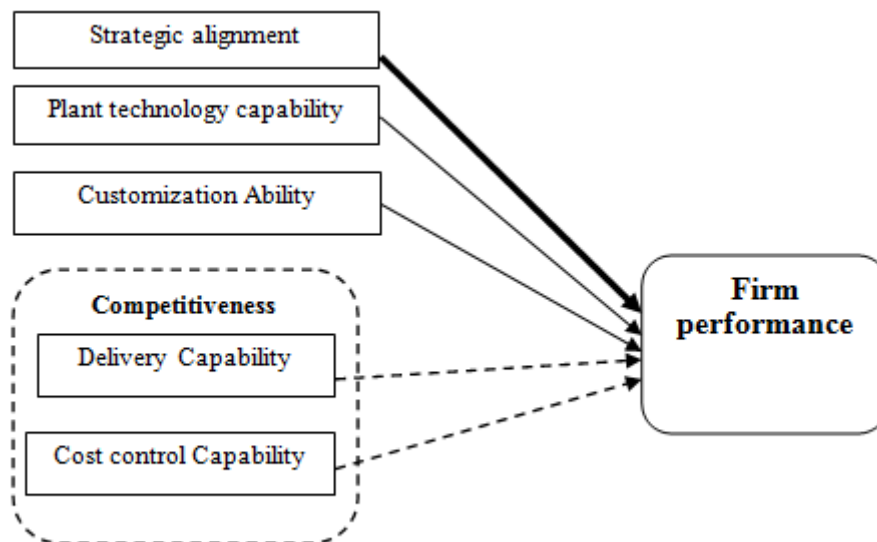 Strategic alignment
Plant technology capability
Customization Ability
Competitiveness
Delivery Capability
Cost control Capability
Firm
performance